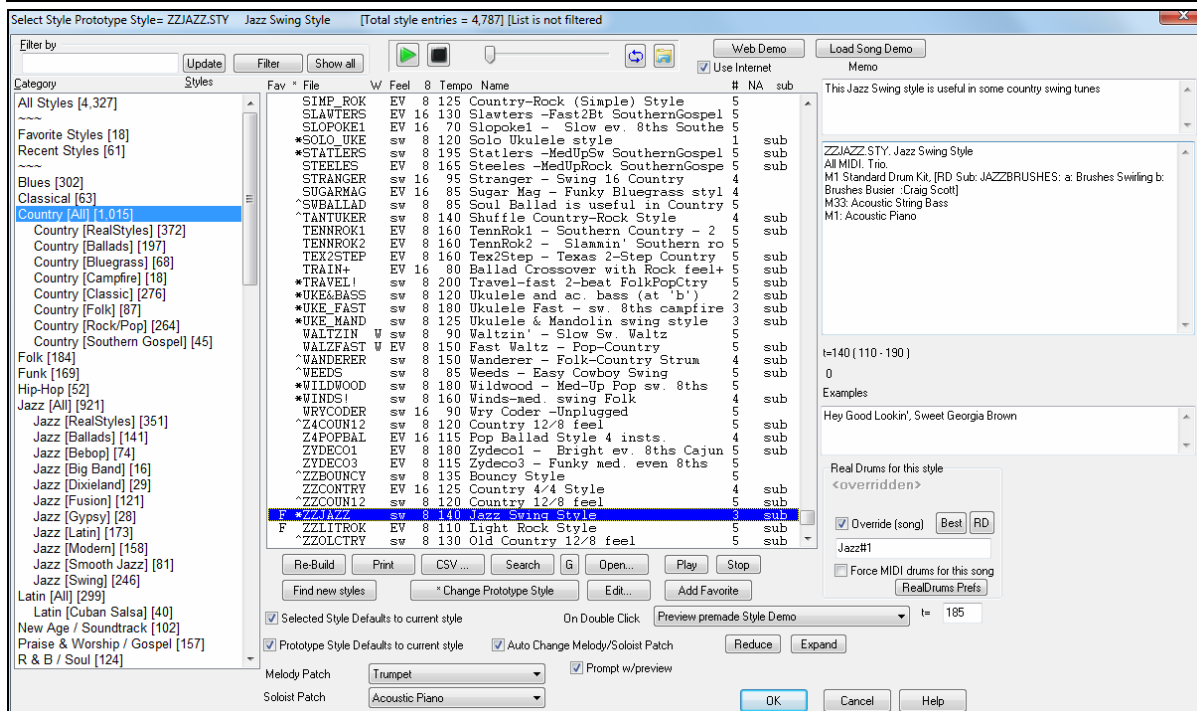 Select Style Prototype Style= ZZJAZZ.STY Jazz Swing Style [Total style entries = 4,787] [List is not filtered
Filter by
Update
Filter
Show all
Web Demo
Load Song Demo
Use Internet
Memo
Category
Styles
All Styles [4,327]
~~~
Favorite Styles [18]
Recent Styles [61]
~~~
Blues [302]
Classical [63]
Country [All] [1,015]
Country [RealStyles] [372]
Country [Ballads] [197]
Country [Bluegrass] [68]
Country [Campfire] [18]
Country [Classic] [276]
Country [Folk] [87]
Country [Rock/Pop] [264]
Country [Southern Gospel] [45]
Folk [184]
Funk [169]
Hip-Hop [52]
Jazz [All] [921]
Jazz [RealStyles] [351]
Jazz [Ballads] [141]
Jazz [Bebop] [74]
Jazz [Big Band] [16]
Jazz [Dixieland] [29]
Jazz [Fusion] [121]
Jazz [Gypsy] [28]
Jazz [Latin] [173]
Jazz [Modern] [158]
Jazz [Smooth Jazz] [81]
Jazz [Swing] [246]
Latin [All] [299]
Latin [Cuban Salsa] [40]
New Age / Soundtrack [102]
Praise & Worship / Gospel [157]
R & B / Soul [124]
Fav * File W Feel 8 Tempo Name # NA sub
SIMP_ROK EV 8 125 Country-Rock (Simple) Style 5
SLAWTERS EV 16 130 Slawters -Fast2Bt SouthernGospel 5
SLOPOKE1 EV 16 70 Slopoke1 - Slow ev. 8ths Southe 5
*SOLO_UKE sw 8 120 Solo Ukulele style 1 sub
*STATLERS sw 8 195 Statlers -MedUpSw SouthernGospel 5 sub
STEELES EV 8 165 Steeles -MedUpRock SouthernGospe 5 sub
STRANGER sw 16 95 Stranger - Swing 16 Country 4
SUGARMAG EV 16 85 Sugar Mag - Funky Bluegrass styl 4
^SWBALLAD sw 8 85 Soul Ballad is useful in Country 5
^TANTUKER sw 8 140 Shuffle Country-Rock Style 4 sub
TENNROK1 EV 8 160 TennRok1 - Southern Country - 2 5 sub
TENNROK2 EV 8 160 TennRok2 - Slammin' Southern ro 5
TEX2STEP EV 8 160 Tex2Step - Texas 2-Step Country 5 sub
TRAIN+ EV 16 80 Ballad Crossover with Rock feel+ 5 sub
*TRAVEL! sw 8 200 Travel-fast 2-beat FolkPopCtry 5 sub
*UKE&BASS sw 8 120 Ukulele and ac. bass (at 'b') 2 sub
*UKE_FAST sw 8 180 Ukulele Fast - sw. 8ths campfire 3 sub
*UKE_MAND sw 8 125 Ukulele & Mandolin swing style 3 sub
WALTZIN W sw 8 90 Waltzin' - Slow Sw. Waltz 5
WALZFAST W EV 8 150 Fast Waltz - Pop-Country 5 sub
^WANDERER sw 8 150 Wanderer - Folk-Country Strum 4 sub
^WEEDS sw 8 85 Weeds - Easy Cowboy Swing 5 sub
*WILDWOOD sw 8 180 Wildwood - Med-Up Pop sw. 8ths 5
*WINDS! sw 8 160 Winds-med. swing Folk 4 sub
WRYCODER sw 16 90 Wry Coder -Unplugged 5
^Z4COUN12 sw 8 120 Country 12/8 feel 5 sub
Z4POPBAL EV 16 115 Pop Ballad Style 4 insts. 4 sub
ZYDECO1 EV 8 180 Zydeco1 - Bright ev. 8ths Cajun 5 sub
ZYDECO3 EV 8 115 Zydeco3 - Funky med. even 8ths 5
^ZZBOUNCY sw 8 135 Bouncy Style 5
^ZZCONTRY EV 16 125 Country 4/4 Style 4 sub
^ZZCOUN12 sw 8 120 Country 12/8 feel 5 sub
F *ZZJAZZ sw 8 140 Jazz Swing Style 3 sub
F ZZLITROK EV 8 110 Light Rock Style 5 sub
^ZZOLCTRY sw 8 130 Old Country 12/8 feel 5 sub
This Jazz Swing style is useful in some country swing tunes
ZZJAZZ.STY. Jazz Swing Style
All MIDI. Trio.
M1 Standard Drum Kit, [RD Sub: JAZZBRUSHES: a: Brushes Swirling b:
Brushes Busier :Craig Scott]
M33: Acoustic String Bass
M1: Acoustic Piano
t=140 ( 110 - 190 )
0
Examples
Hey Good Lookin', Sweet Georgia Brown
Real Drums for this style
<overridden>
Override (song)
Best
RD
Jazz#1
Force MIDI drums for this song
RealDrums Prefs
Re-Build
Print
CSV ...
Search
G
Open...
Play
Stop
Find new styles
* Change Prototype Style
Edit...
Add Favorite
Selected Style Defaults to current style
On Double Click
Preview premade Style Demo
t= 185
Prototype Style Defaults to current style
Auto Change Melody/Soloist Patch
Reduce
Expand
Melody Patch
Trumpet
Prompt w/preview
Soloist Patch
Acoustic Piano
OK
Cancel
Help